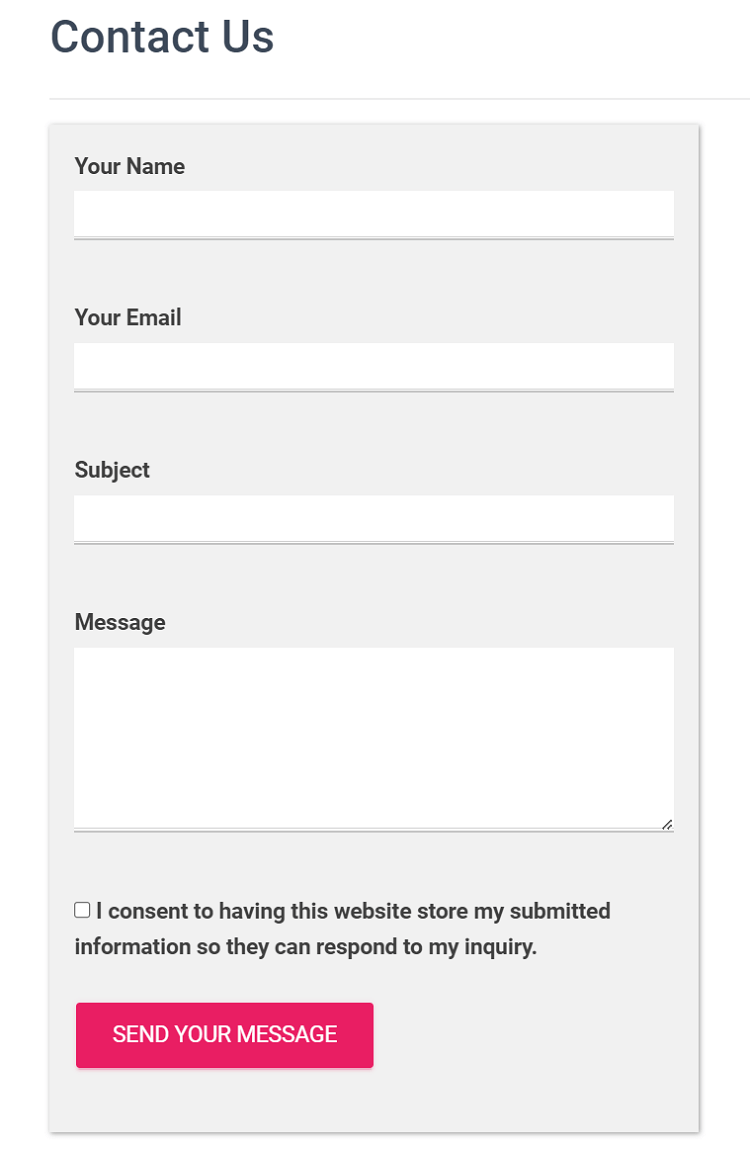 Contact Us
Your Name
Your Email
Subject
Message
I consent to having this website store my submitted
information so they can respond to my inquiry.
SEND YOUR MESSAGE